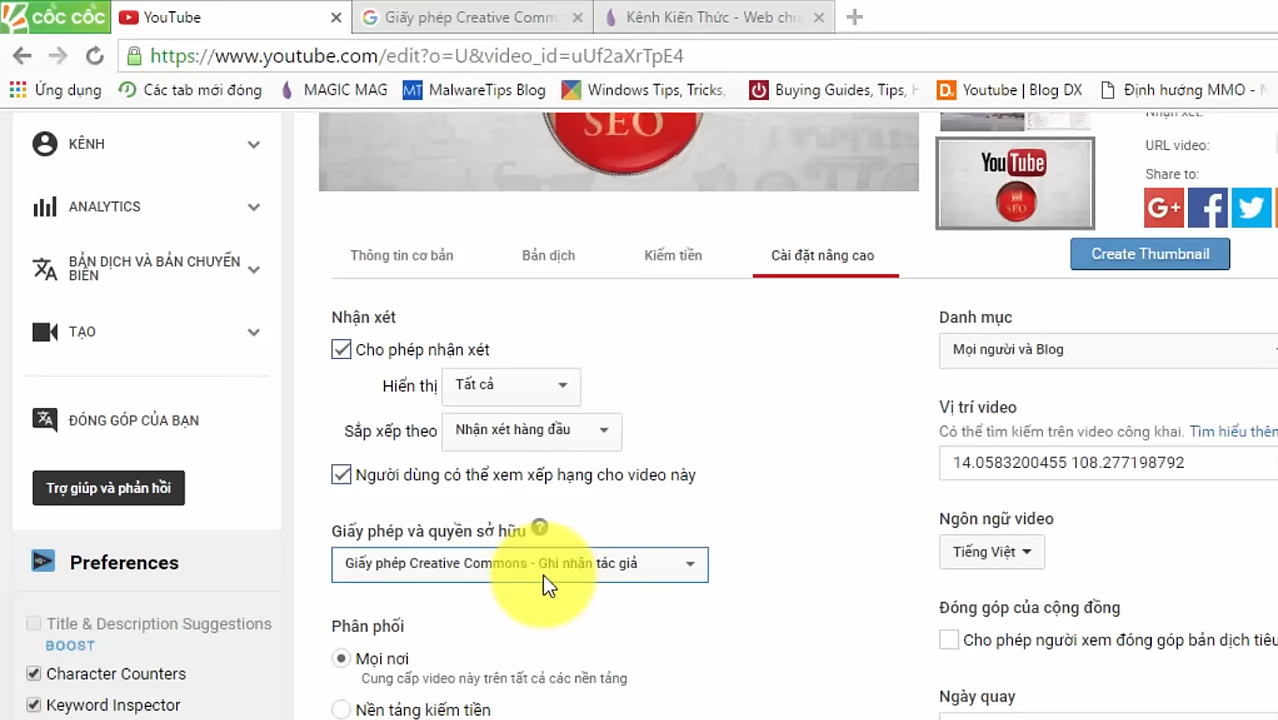 cốc cốc
YouTube
Giấy phép Creative Comm
Kênh Kiến Thức - Web chia
https://www.youtube.com/edit?o=U&video_id=uUf2aXrTpE4
Ứng dụng
Các tab mới đóng
MAGIC MAG
MT MalwareTips Blog
Windows Tips, Tricks,
Buying Guides, Tips, H
Youtube | Blog DX
Định hướng MMO -
KÊNH
ANALYTICS
BẢN DỊCH VÀ BẢN CHUYỂN
BIÊN
TẠO
ĐÓNG GÓP CỦA BẠN
Trợ giúp và phản hồi
Preferences
Title & Description Suggestions
BOOST
Character Counters
Keyword Inspector
SEO
YouTube
SEO
Nhận xét:
URL video:
Share to:
G+
Create Thumbnail
Thông tin cơ bản
Bản dịch
Kiếm tiền
Cài đặt nâng cao
Nhận xét
Cho phép nhận xét
Hiển thị
Tất cả
Sắp xếp theo
Nhận xét hàng đầu
Người dùng có thể xem xếp hạng cho video này
Giấy phép và quyền sở hữu ?
Giấy phép Creative Commons - Ghi nhận tác giả
Phân phối
Mọi nơi
Cung cấp video này trên tất cả các nền tảng
Nền tảng kiếm tiền
Danh mục
Mọi người và Blog
Vị trí video
Có thể tìm kiếm trên video công khai. Tìm hiểu thêm
14.0583200455 108.277198792
Ngôn ngữ video
Tiếng Việt
Đóng góp của cộng đồng
Cho phép người xem đóng góp bản dịch tiêu
Ngày quay